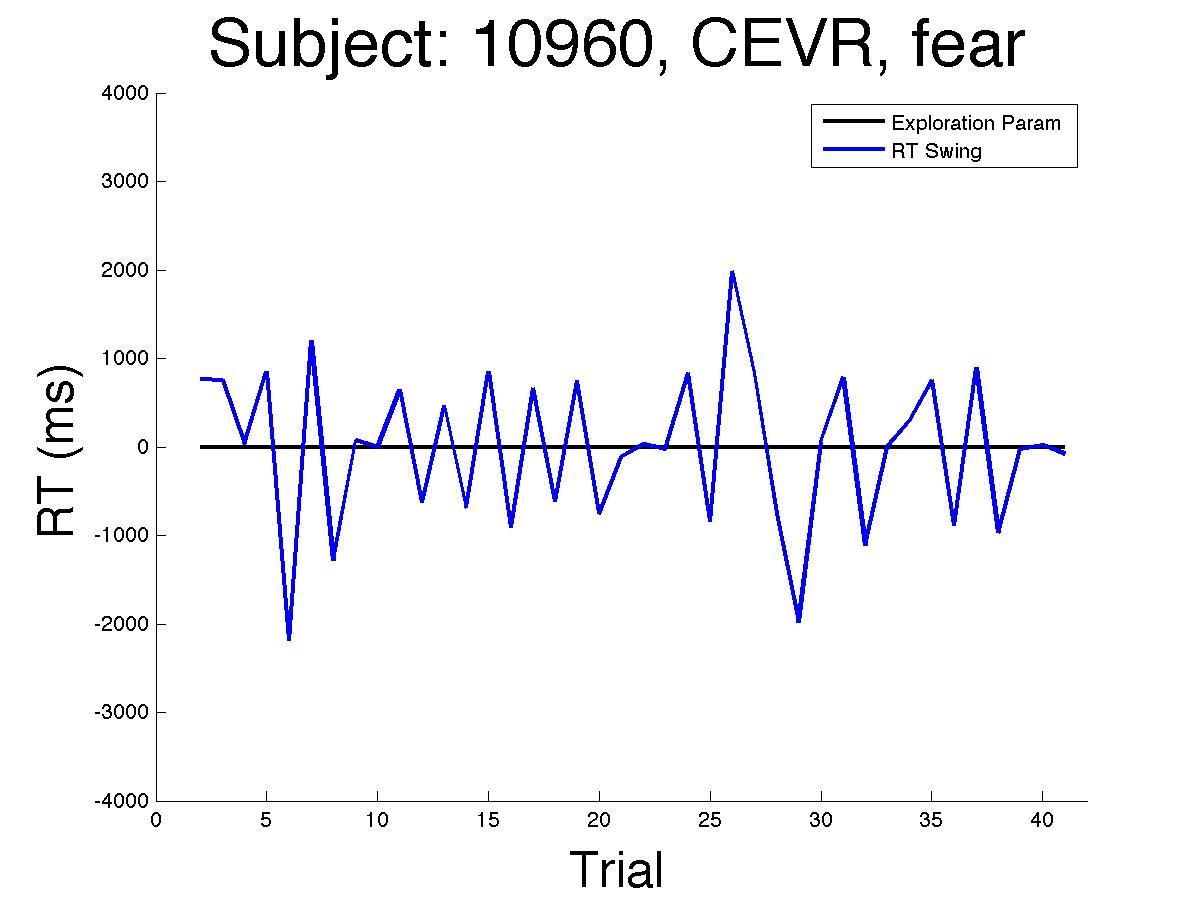 Subject: 10960, CEVR, fear
4000
3000
2000
1000
0
-1000
-2000
-3000
-4000
RT (ms)
Exploration Param
RT Swing
0 5 10 15 20 25 30 35 40
Trial